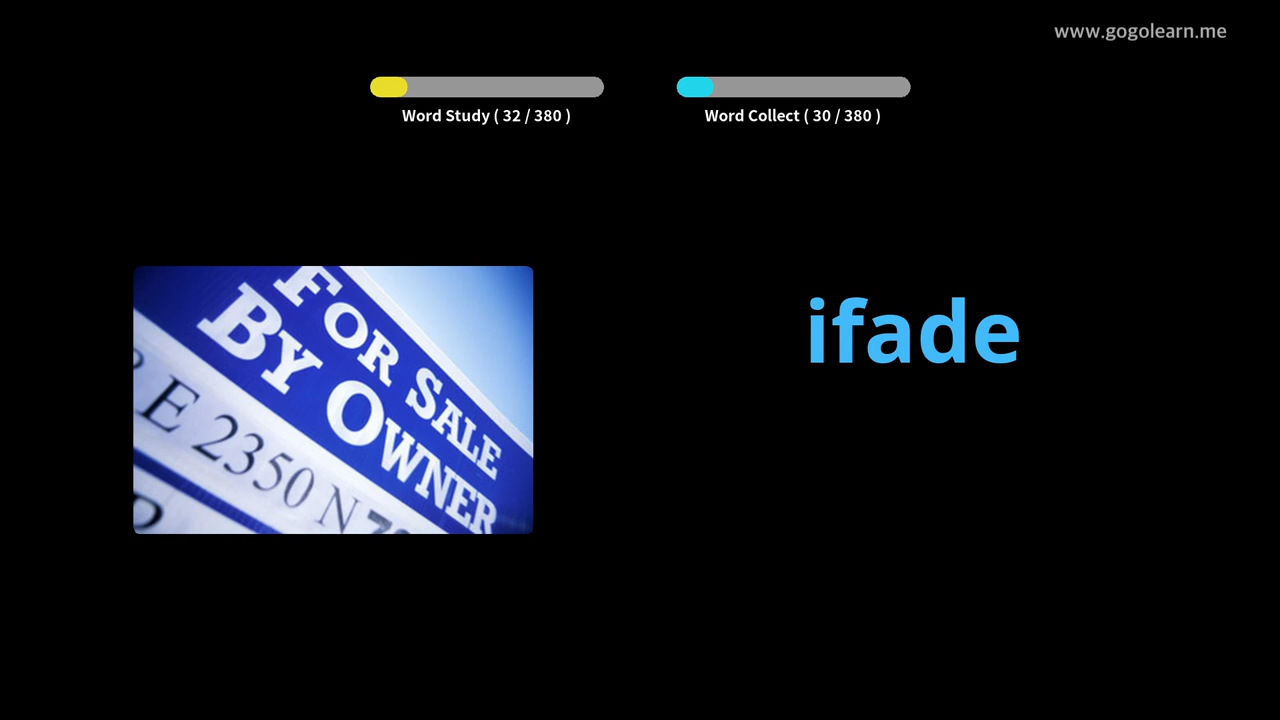 www.gogolearn.me
Word Study ( 32 / 380 )
Word Collect ( 30 / 380 )
FOR SALE
BY OWNER
E 2350 N
ifade